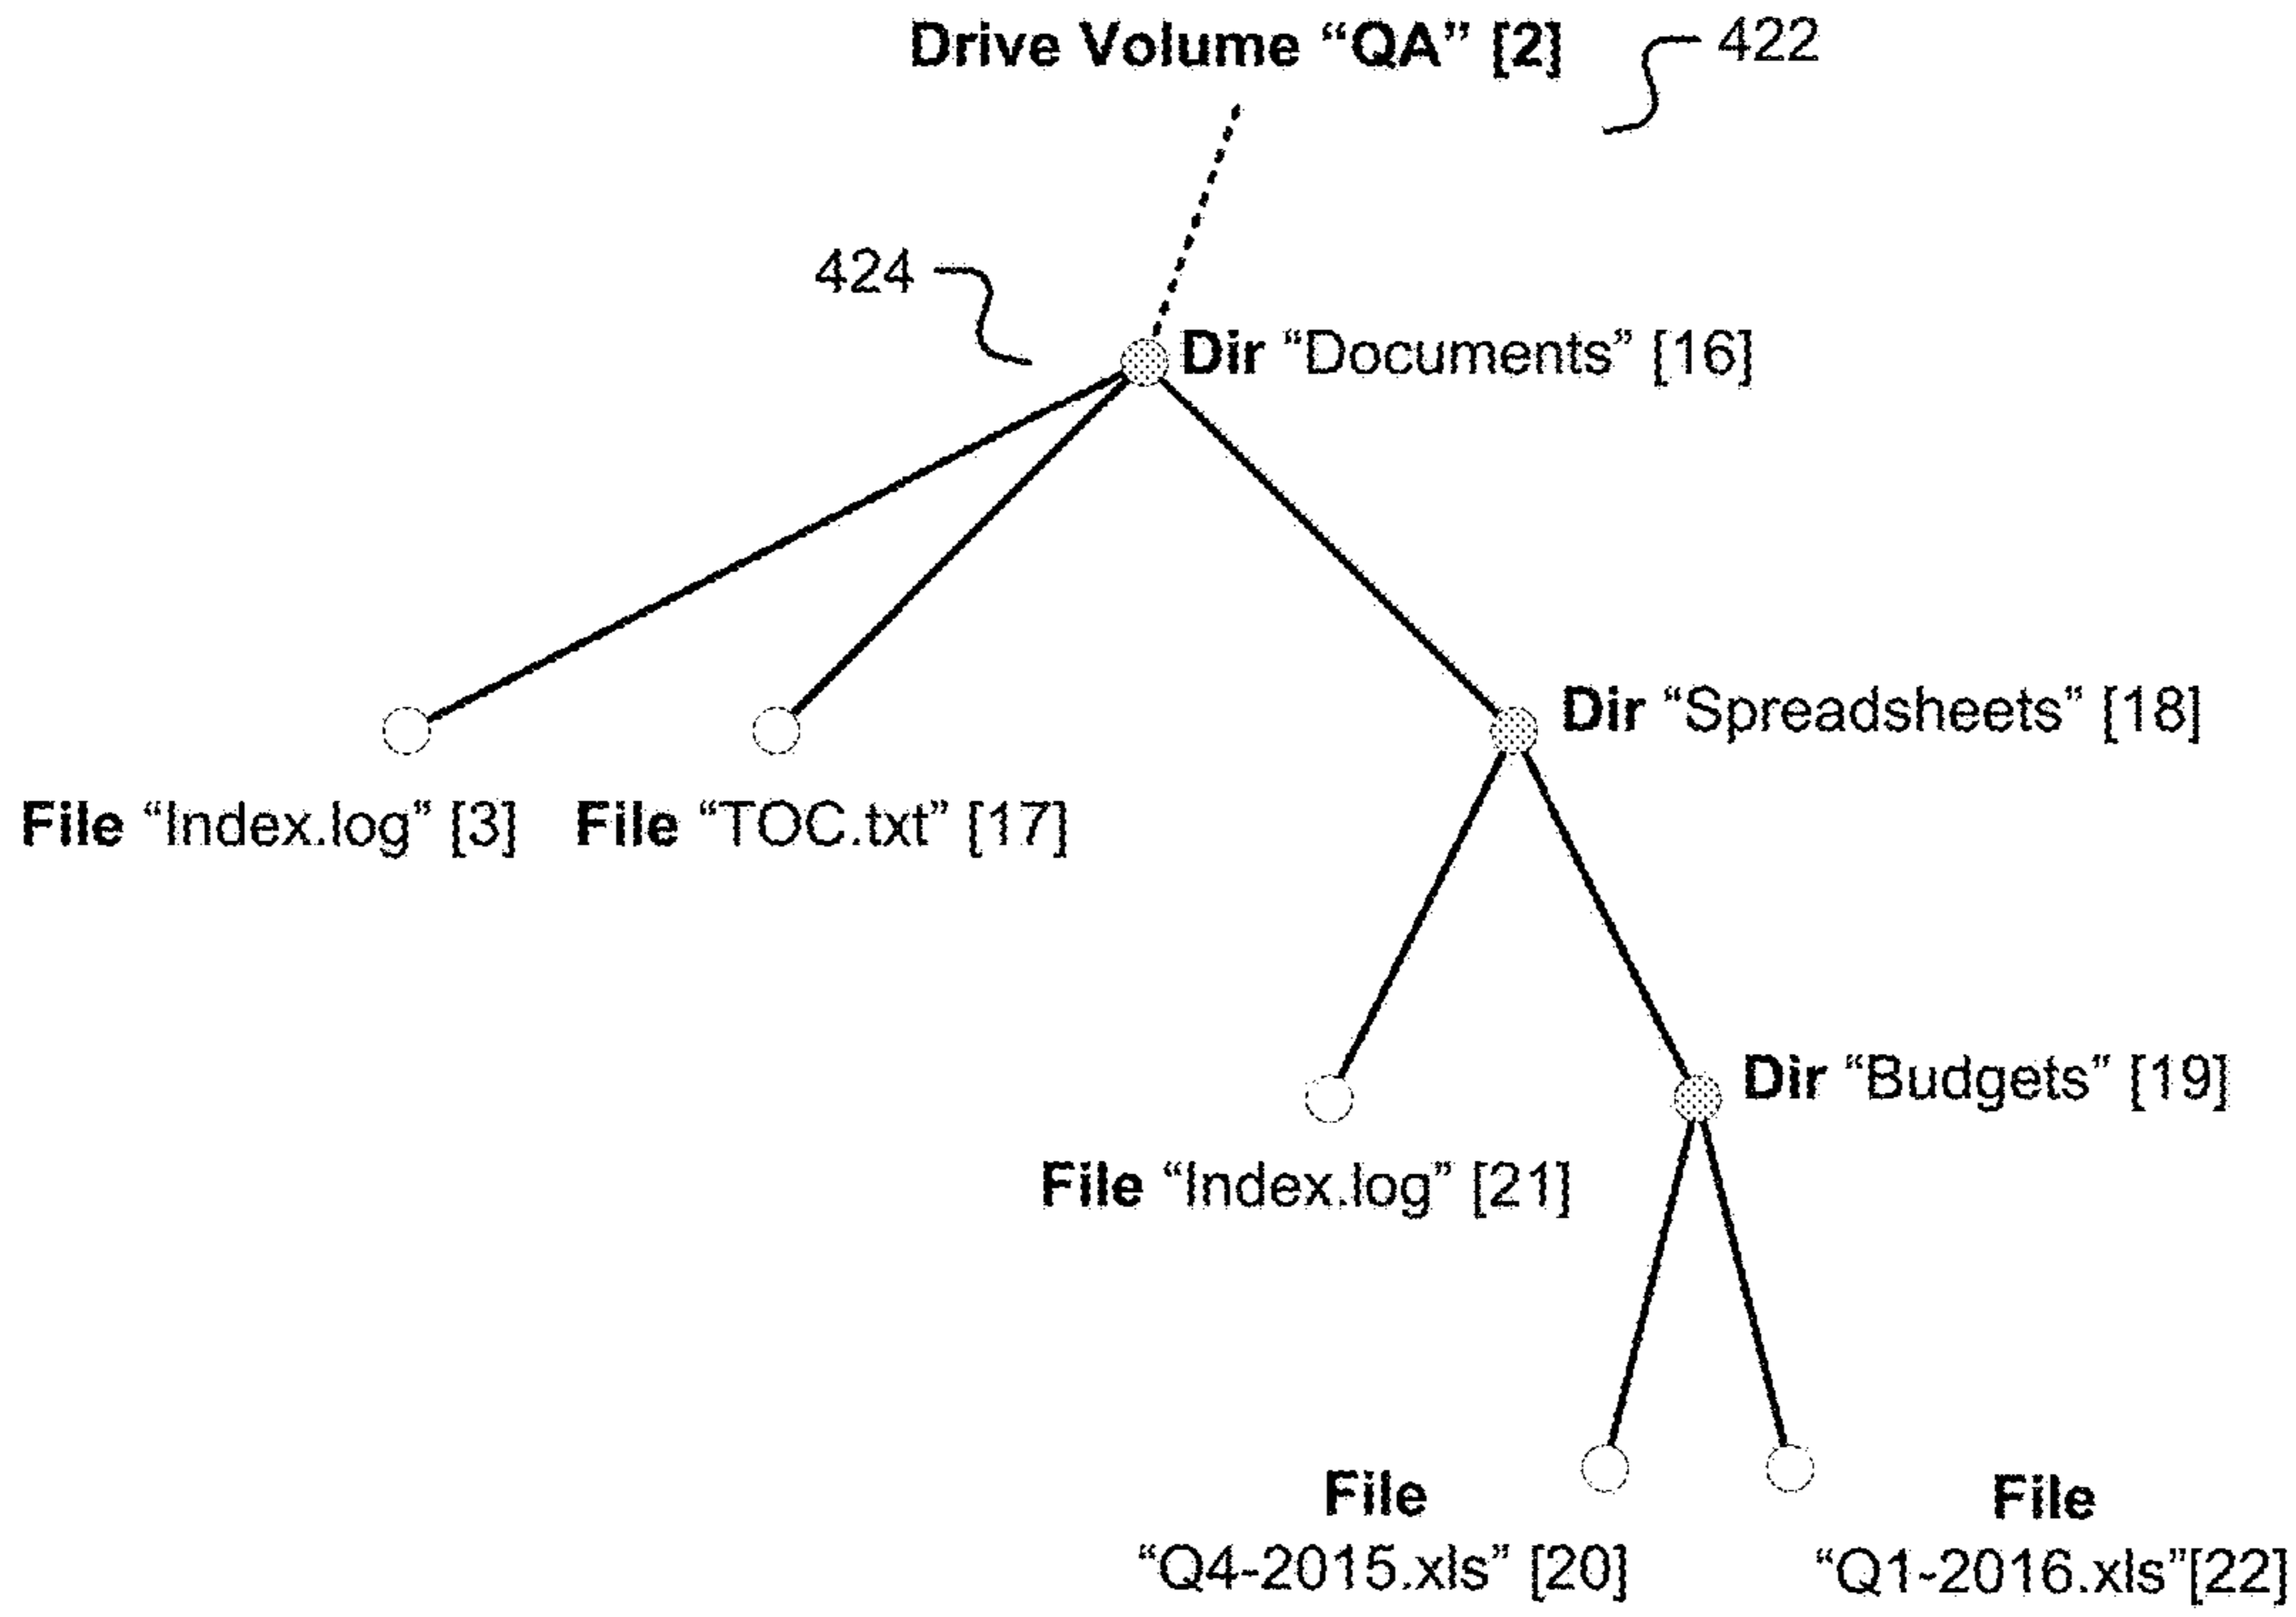 Drive Volume “QA” [2]
422
424
Dir “Documents” [16]
Dir “Spreadsheets” [18]
File “Index.log” [3]
File “TOC.txt” [17]
Dir “Budgets” [19]
File “Index.log” [21]
File
“Q4-2015.xls” [20]
File
“Q1-2016.xls”[22]